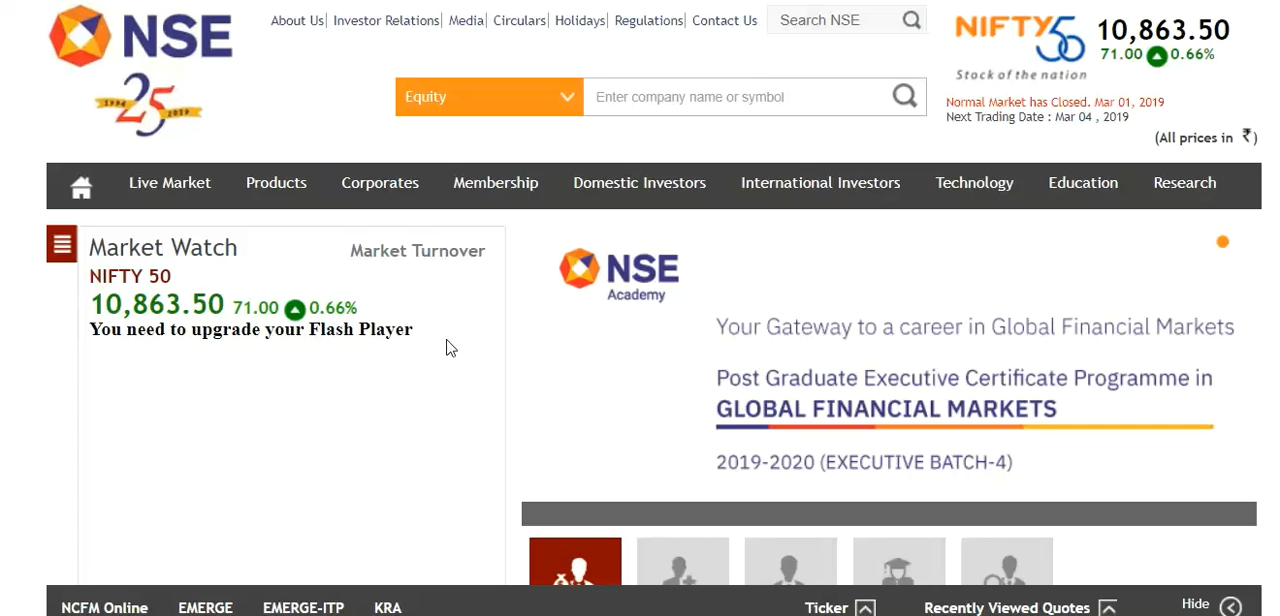 NSE
1994 25 2019
About Us| Investor Relations| Media| Circulars| Holidays| Regulations| Contact Us
Search NSE
Equity
Enter company name or symbol
NIFTY 50
Stock of the nation
10,863.50
71.00 0.66%
Normal Market has Closed. Mar 01, 2019
Next Trading Date : Mar 04 , 2019
(All prices in ₹)
Live Market Products Corporates Membership Domestic Investors International Investors Technology Education Research
Market Watch Market Turnover
NIFTY 50
10,863.50 71.00 0.66%
You need to upgrade your Flash Player
NSE
Academy
Your Gateway to a career in Global Financial Markets
Post Graduate Executive Certificate Programme in
GLOBAL FINANCIAL MARKETS
2019-2020 (EXECUTIVE BATCH-4)
NCFM Online EMERGE EMERGE-ITP KRA Ticker Recently Viewed Quotes Hide